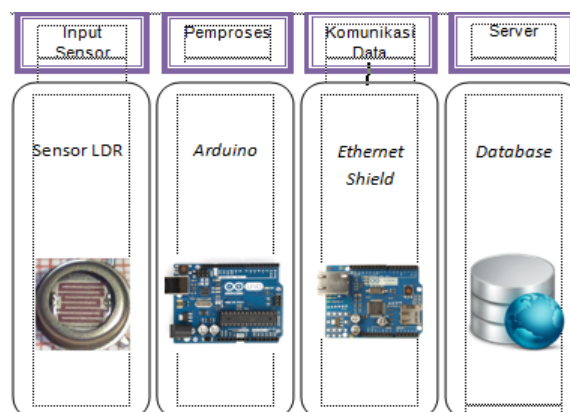 Input
Sensor
Pemproses
Komunikasi
Data
Server
Sensor LDR
Arduino
Ethernet
Shield
Database